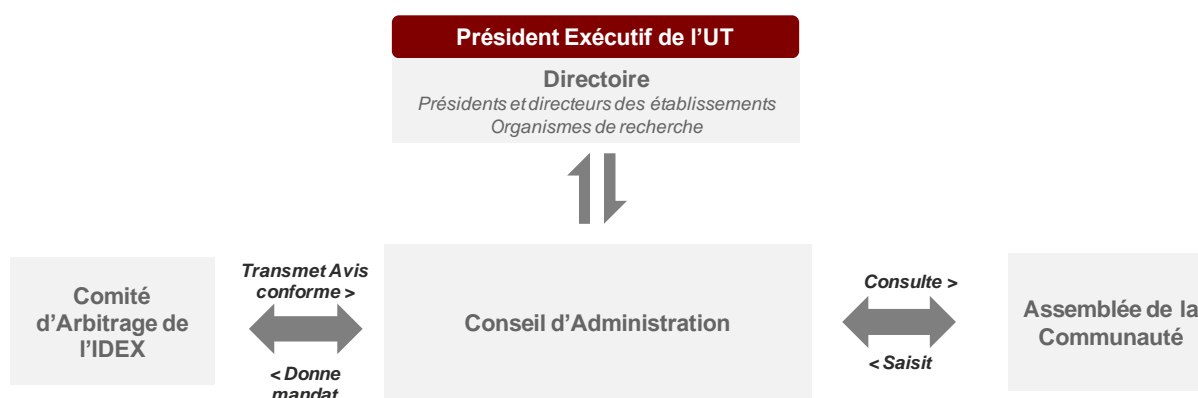 Président Exécutif de l’UT
Directoire
Présidents et directeurs des établissements
Organismes de recherche
Comité
d’Arbitrage de
l’IDEX
Transmet Avis
conforme >
< Donne
mandat
Conseil d’Administration
Consulte >
< Saisit
Assemblée de la
Communauté